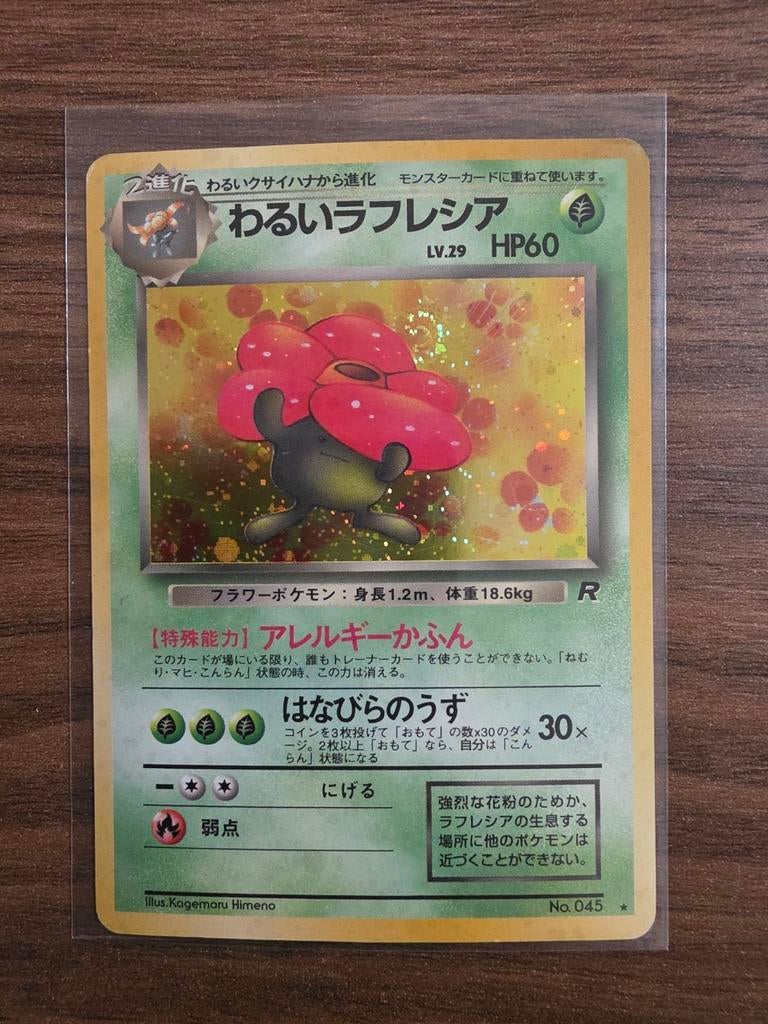 2進化 わるいクサイハナから進化 モンスターカードに重ねて使います。
わるいラフレシア
LV.29 HP60
フラワーポケモン：身長1.2m、体重18.6kg R
【特殊能力】アレルギーかふん
このカードが場にいる限り、誰もトレーナーカードを使うことができない。「ねむ
り・マヒ・こんらん」状態の時、この力は消える。
はなびらのうず
コインを3枚投げて「おもて」の数x30のダメ
ージ。2枚以上「おもて」なら、自分は「こん
らん」状態になる
30×
にげる
弱点
強烈な花粉のためか、
ラフレシアの生息する
場所に他のポケモンは
近づくことができない。
Illus.Kagemaru Himeno No. 045 ★